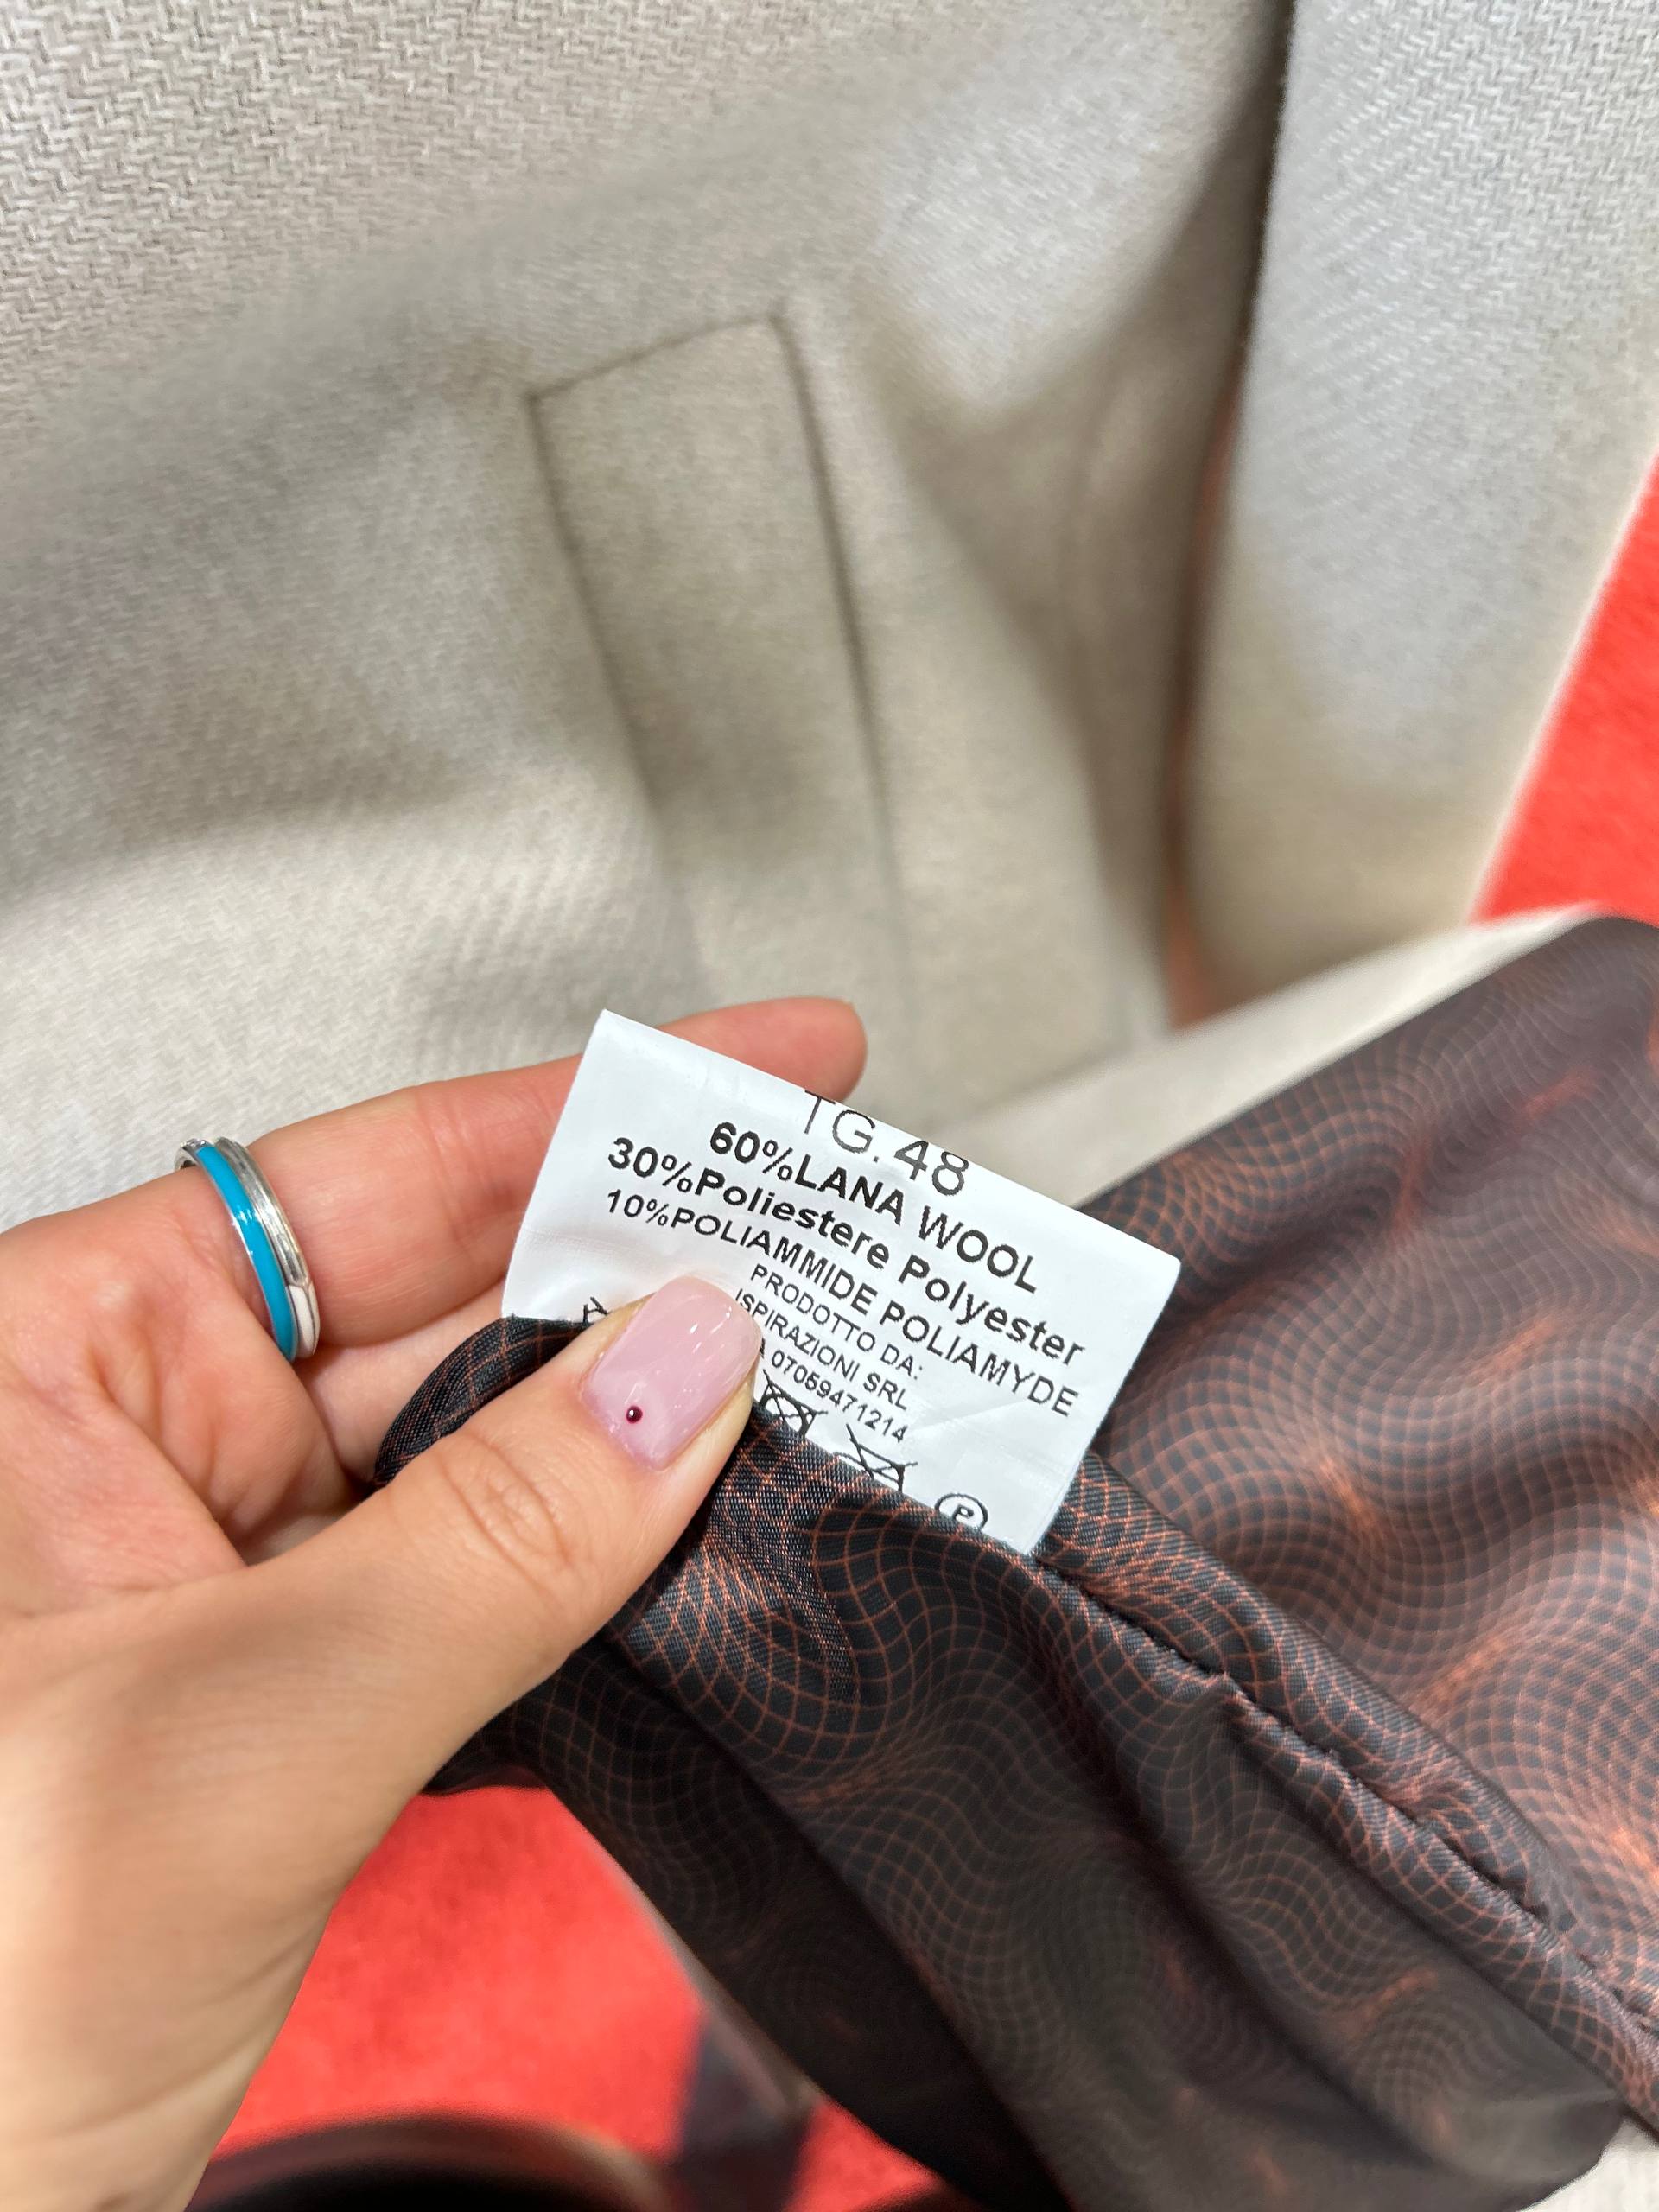 TG.48
60%LANA WOOL
30%Poliestere Polyester
10%POLIAMMIDE POLIAMYDE
PRODOTTO DA:
ISPIRAZIONI SRL
07059471214
P